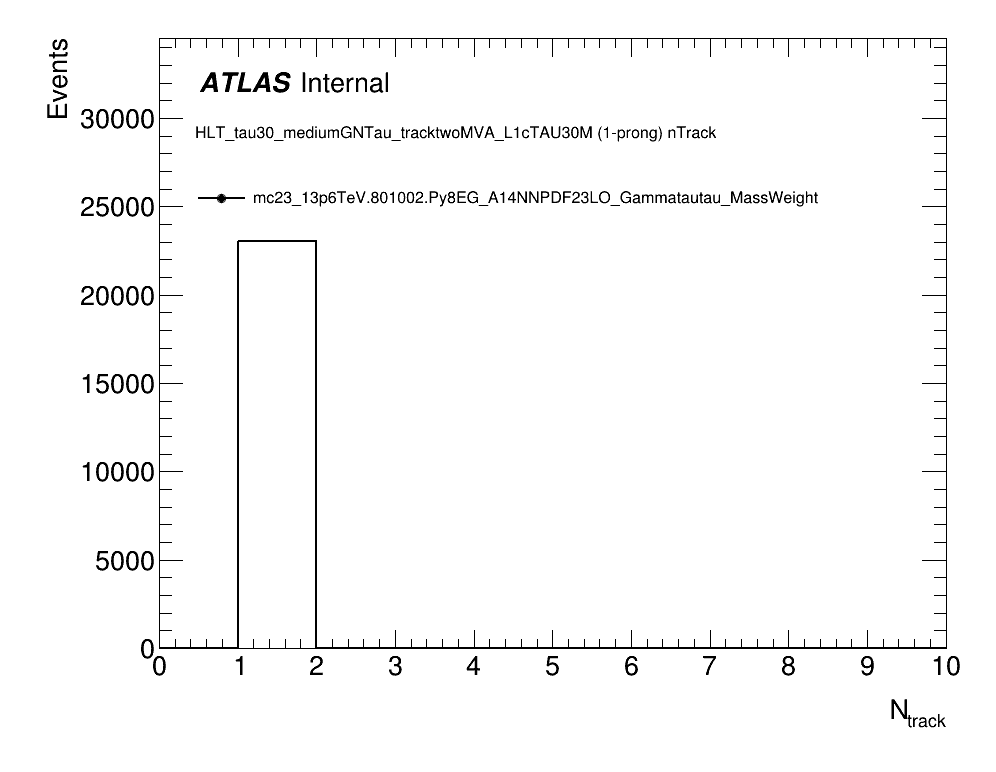 Events
ATLAS Internal
HLT_tau30_mediumGNTau_tracktwoMVA_L1cTAU30M (1-prong) nTrack
mc23_13p6TeV.801002.Py8EG_A14NNPDF23LO_Gammatautau_MassWeight
30000
25000
20000
15000
10000
5000
0
0 1 2 3 4 5 6 7 8 9 10
N_track